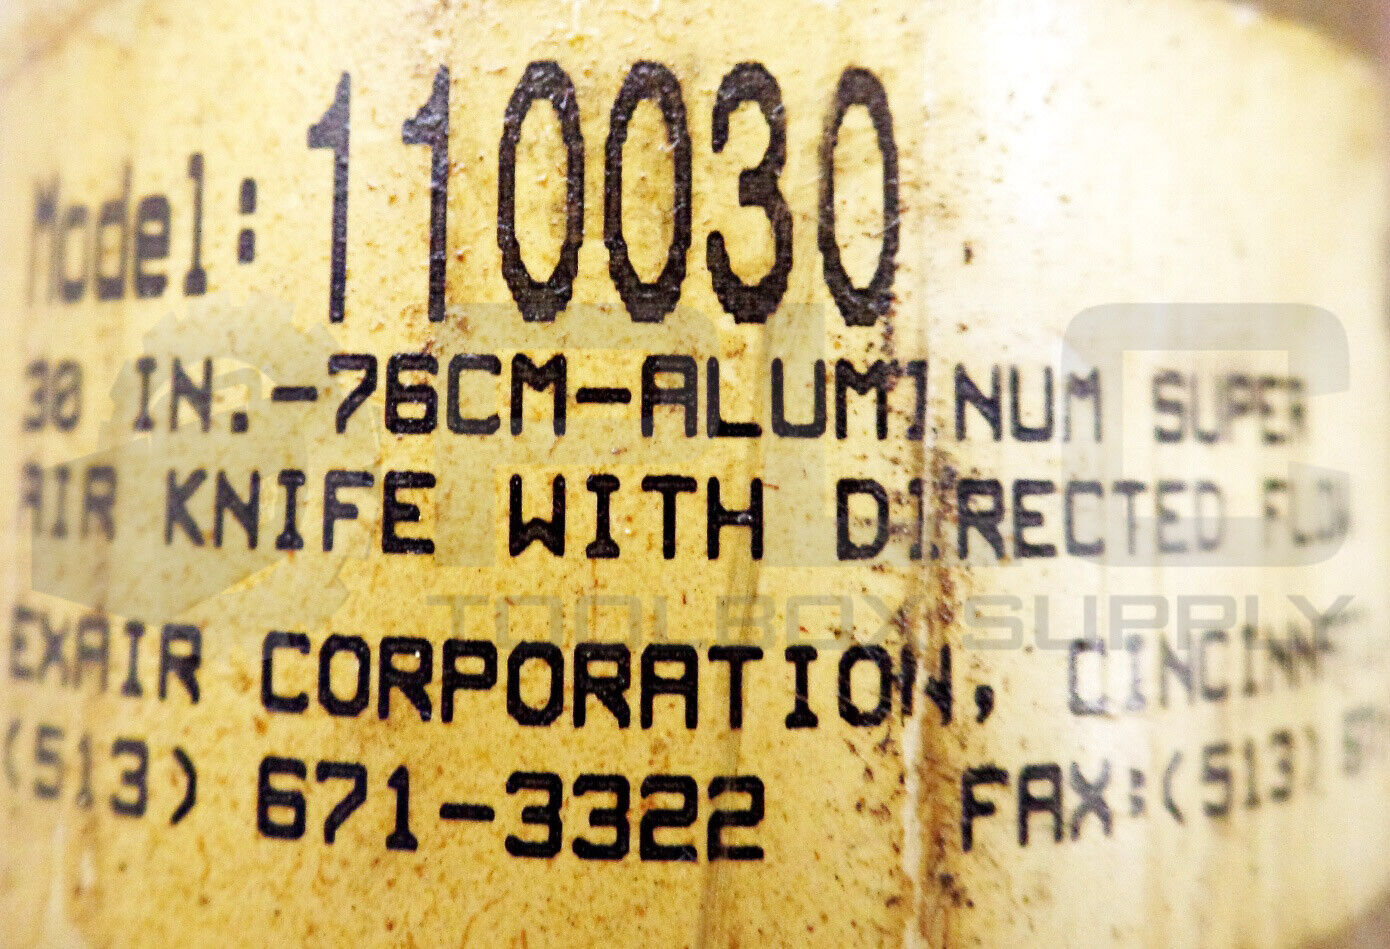 Model: 110030
30 IN.-76CM-ALUMINUM SUPER
AIR KNIFE WITH DIRECTED
EXAIR CORPORATION,
(513) 671-3322 FAX:(513)
PLC
TOOLBOX SUPPLY